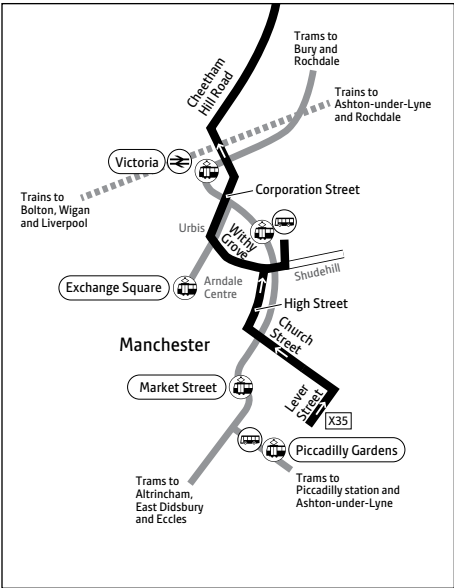 Trams to
Bury and
Rochdale
Cheetham
Hill Road
Trains to
Ashton-under-Lyne
and Rochdale
Victoria
Trains to
Bolton, Wigan
and Liverpool
Corporation Street
Urbis
Withy
Grove
Shudehill
Exchange Square
Arndale
Centre
High Street
Church
Street
Manchester
Market Street
Lever
Street
X35
Piccadilly Gardens
Trams to
Altrincham,
East Didsbury
and Eccles
Trams to
Piccadilly station and
Ashton-under-Lyne